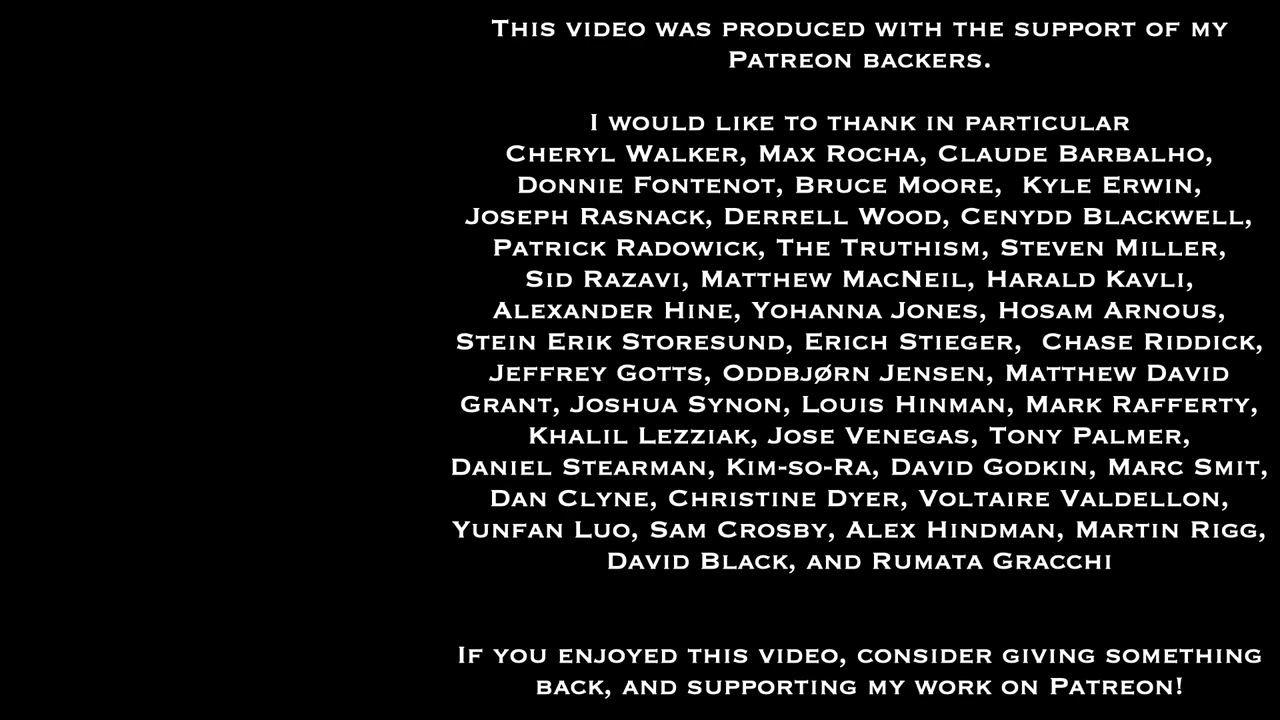 This video was produced with the support of my
Patreon backers.
I would like to thank in particular
Cheryl Walker, Max Rocha, Claude Barbalho,
Donnie Fontenot, Bruce Moore,  Kyle Erwin,
Joseph Rasnack, Derrell Wood, Cenydd Blackwell,
Patrick Radowick, The Truthism, Steven Miller,
Sid Razavi, Matthew MacNeil, Harald Kavli,
Alexander Hine, Yohanna Jones, Hosam Arnous,
Stein Erik Storesund, Erich Stieger,  Chase Riddick,
Jeffrey Gotts, Oddbjørn Jensen, Matthew David
Grant, Joshua Synon, Louis Hinman, Mark Rafferty,
Khalil Lezziak, Jose Venegas, Tony Palmer,
Daniel Stearman, Kim-so-Ra, David Godkin, Marc Smit,
Dan Clyne, Christine Dyer, Voltaire Valdellon,
Yunfan Luo, Sam Crosby, Alex Hindman, Martin Rigg,
David Black, and Rumata Gracchi
If you enjoyed this video, consider giving something
back, and supporting my work on Patreon!